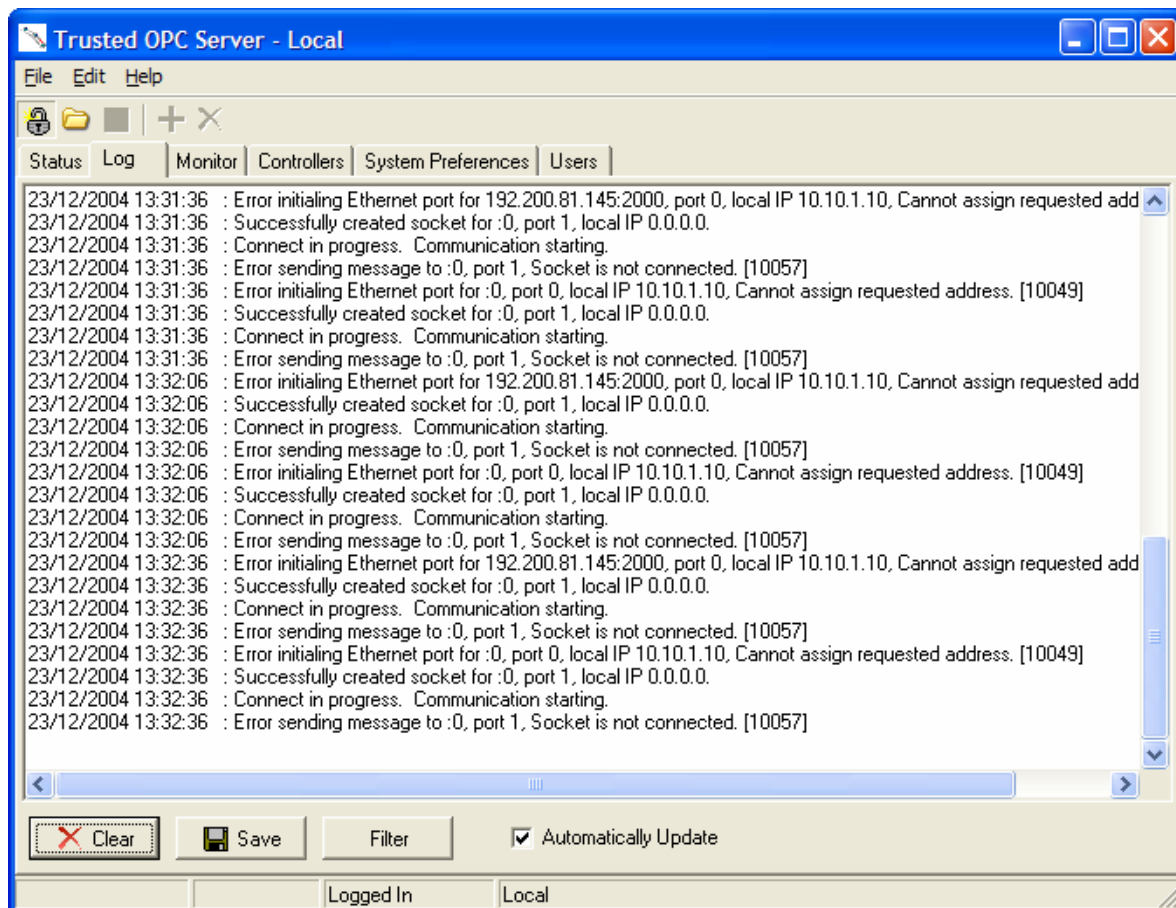 Trusted OPC Server - Local
File Edit Help
Status Log Monitor Controllers System Preferences Users
23/12/2004 13:31:36 : Error initialing Ethernet port for 192.200.81.145:2000, port 0, local IP 10.10.1.10, Cannot assign requested add
23/12/2004 13:31:36 : Successfully created socket for :0, port 1, local IP 0.0.0.0.
23/12/2004 13:31:36 : Connect in progress. Communication starting.
23/12/2004 13:31:36 : Error sending message to :0, port 1, Socket is not connected. [10057]
23/12/2004 13:31:36 : Error initialing Ethernet port for :0, port 0, local IP 10.10.1.10, Cannot assign requested address. [10049]
23/12/2004 13:31:36 : Successfully created socket for :0, port 1, local IP 0.0.0.0.
23/12/2004 13:31:36 : Connect in progress. Communication starting.
23/12/2004 13:31:36 : Error sending message to :0, port 1, Socket is not connected. [10057]
23/12/2004 13:32:06 : Error initialing Ethernet port for 192.200.81.145:2000, port 0, local IP 10.10.1.10, Cannot assign requested add
23/12/2004 13:32:06 : Successfully created socket for :0, port 1, local IP 0.0.0.0.
23/12/2004 13:32:06 : Connect in progress. Communication starting.
23/12/2004 13:32:06 : Error sending message to :0, port 1, Socket is not connected. [10057]
23/12/2004 13:32:06 : Error initialing Ethernet port for :0, port 0, local IP 10.10.1.10, Cannot assign requested address. [10049]
23/12/2004 13:32:06 : Successfully created socket for :0, port 1, local IP 0.0.0.0.
23/12/2004 13:32:06 : Connect in progress. Communication starting.
23/12/2004 13:32:06 : Error sending message to :0, port 1, Socket is not connected. [10057]
23/12/2004 13:32:36 : Error initialing Ethernet port for 192.200.81.145:2000, port 0, local IP 10.10.1.10, Cannot assign requested add
23/12/2004 13:32:36 : Successfully created socket for :0, port 1, local IP 0.0.0.0.
23/12/2004 13:32:36 : Connect in progress. Communication starting.
23/12/2004 13:32:36 : Error sending message to :0, port 1, Socket is not connected. [10057]
23/12/2004 13:32:36 : Error initialing Ethernet port for :0, port 0, local IP 10.10.1.10, Cannot assign requested address. [10049]
23/12/2004 13:32:36 : Successfully created socket for :0, port 1, local IP 0.0.0.0.
23/12/2004 13:32:36 : Connect in progress. Communication starting.
23/12/2004 13:32:36 : Error sending message to :0, port 1, Socket is not connected. [10057]
Clear Save Filter Automatically Update
Logged In Local